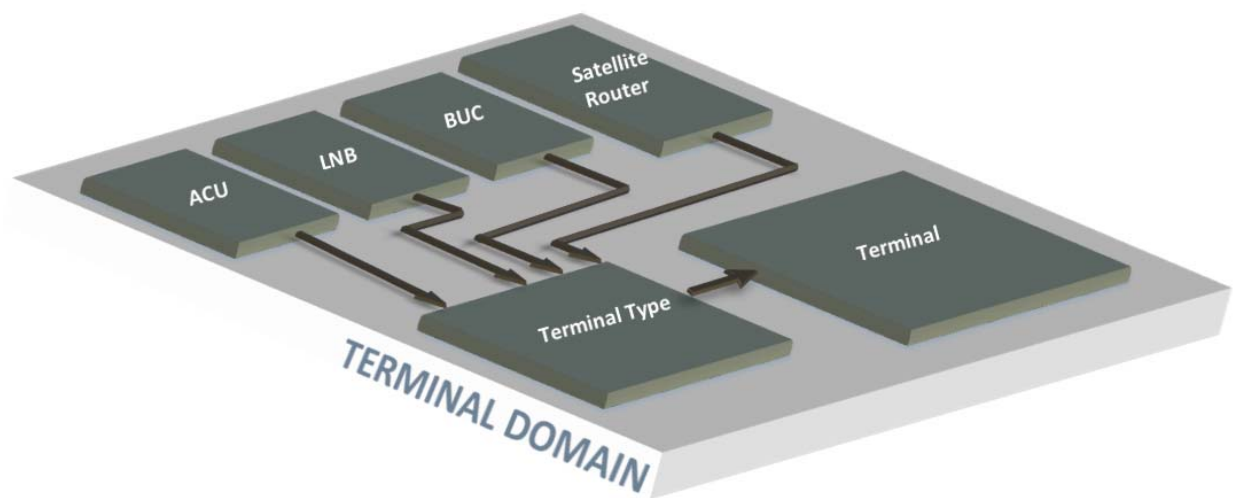 Satellite
Router
BUC
LNB
ACU
Terminal
Terminal Type
TERMINAL DOMAIN